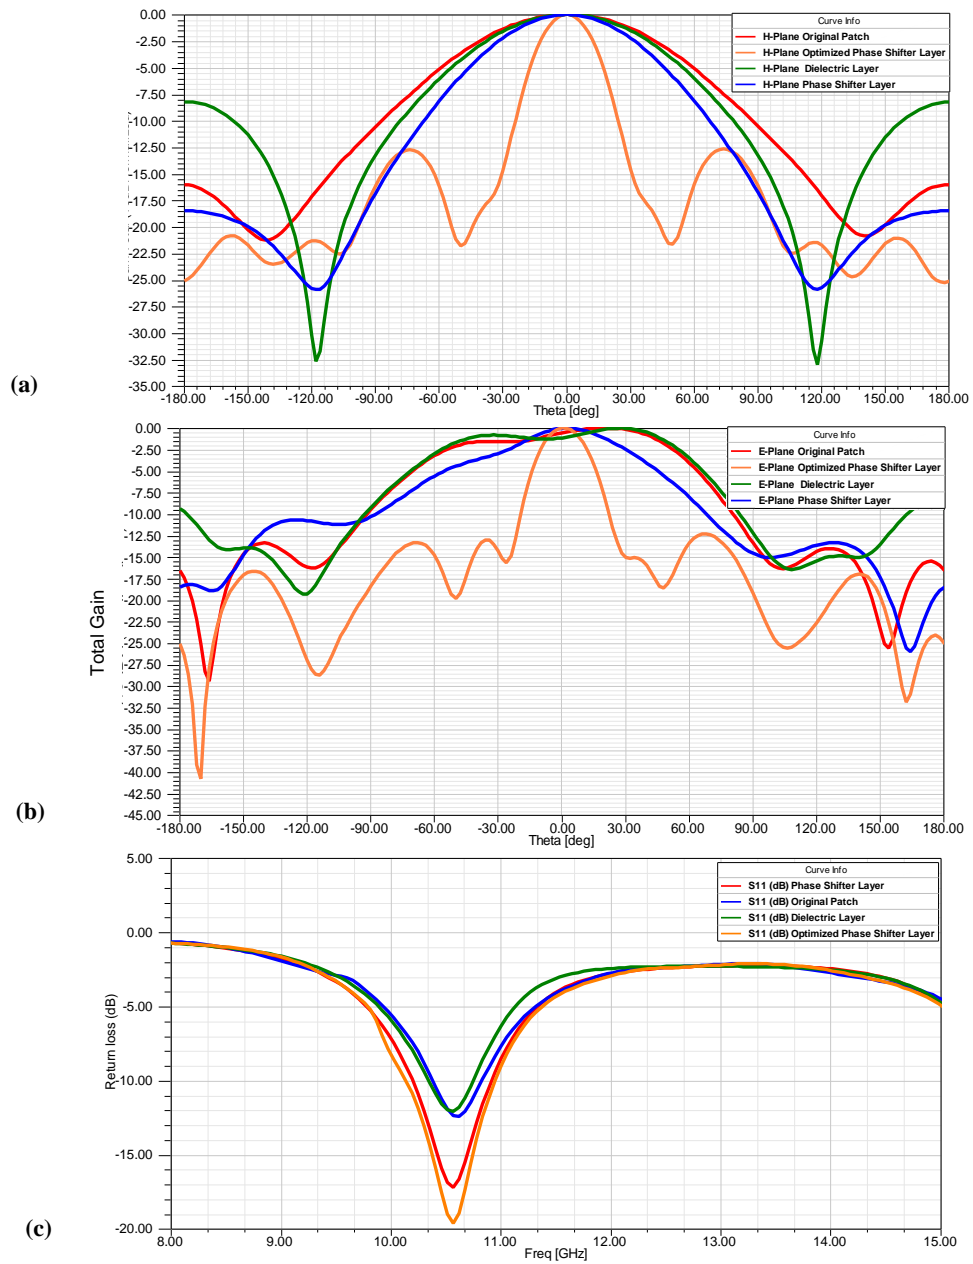 0.00
-2.50
-5.00
-7.50
-10.00
-12.50
-15.00
-17.50
-20.00
-22.50
-25.00
-27.50
-30.00
-32.50
-35.00
Curve Info
H-Plane Original Patch
H-Plane Optimized Phase Shifter Layer
H-Plane Dielectric Layer
H-Plane Phase Shifter Layer
-180.00 -150.00 -120.00 -90.00 -60.00 -30.00 0.00 30.00 60.00 90.00 120.00 150.00 180.00
Theta [deg]
(a)
0.00
-2.50
-5.00
-7.50
-10.00
-12.50
-15.00
-17.50
-20.00
-22.50
-25.00
-27.50
-30.00
-32.50
-35.00
-37.50
-40.00
-42.50
-45.00
Total Gain
Curve Info
E-Plane Original Patch
E-Plane Optimized Phase Shifter Layer
E-Plane Dielectric Layer
E-Plane Phase Shifter Layer
-180.00 -150.00 -120.00 -90.00 -60.00 -30.00 0.00 30.00 60.00 90.00 120.00 150.00 180.00
Theta [deg]
(b)
5.00
0.00
-5.00
-10.00
-15.00
-20.00
Return loss (dB)
Curve Info
S11 (dB) Phase Shifter Layer
S11 (dB) Original Patch
S11 (dB) Dielectric Layer
S11 (dB) Optimized Phase Shifter Layer
8.00 9.00 10.00 11.00 12.00 13.00 14.00 15.00
Freq [GHz]
(c)